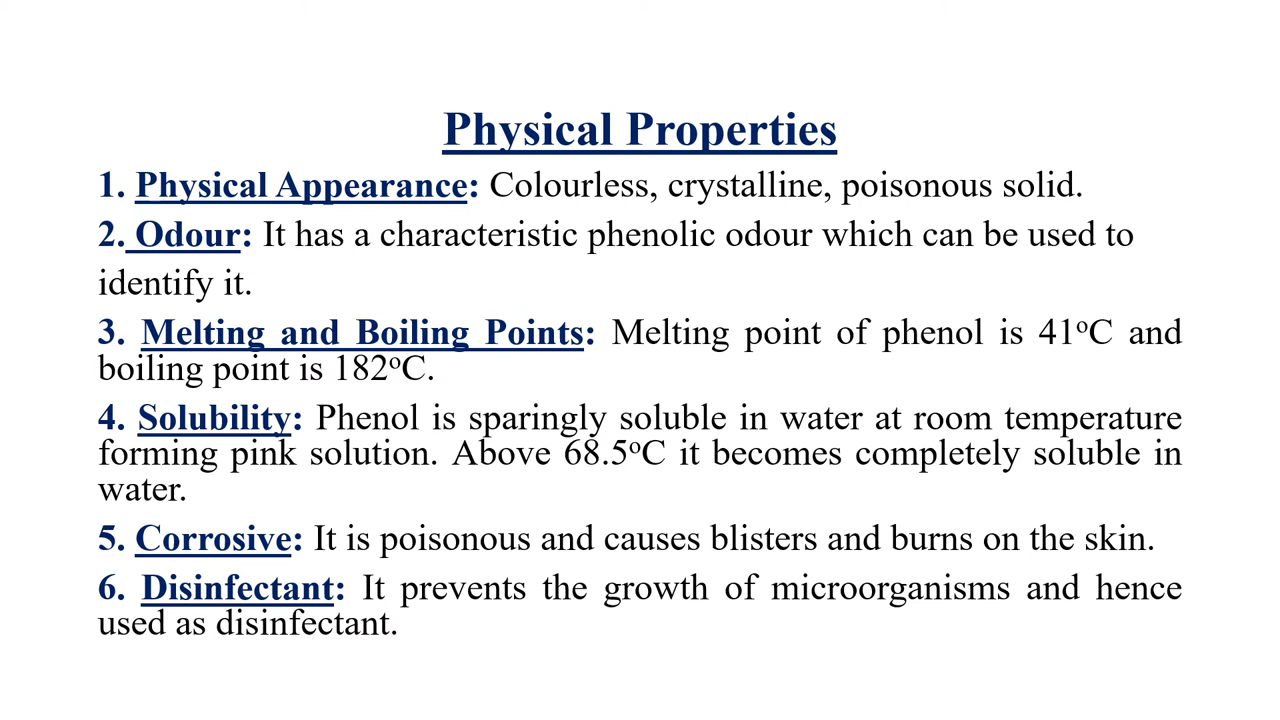 Physical Properties
1. Physical Appearance: Colourless, crystalline, poisonous solid.
2. Odour: It has a characteristic phenolic odour which can be used to
identify it.
3. Melting and Boiling Points: Melting point of phenol is 41ºC and
boiling point is 182ºC.
4. Solubility: Phenol is sparingly soluble in water at room temperature
forming pink solution. Above 68.5ºC it becomes completely soluble in
water.
5. Corrosive: It is poisonous and causes blisters and burns on the skin.
6. Disinfectant: It prevents the growth of microorganisms and hence
used as disinfectant.